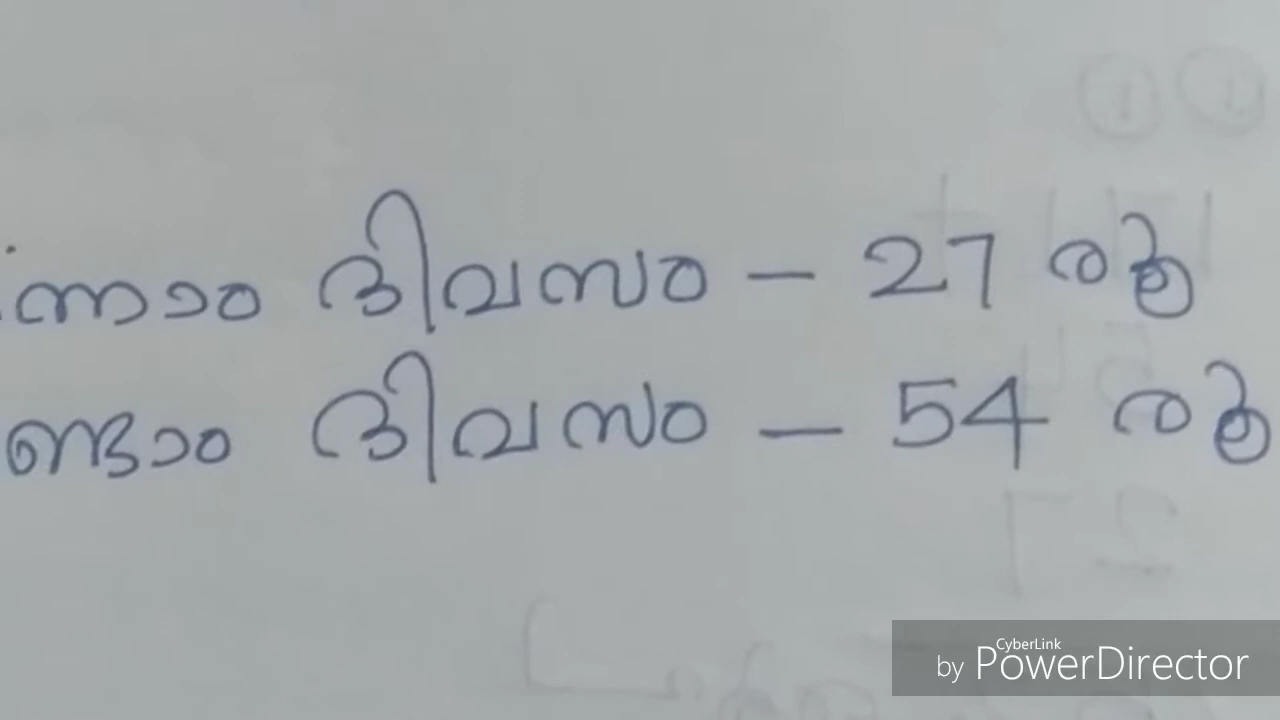 ന്നാം ദിവസം – 27 രൂ
ണ്ടാം ദിവസം – 54 രൂ
CyberLink
by PowerDirector